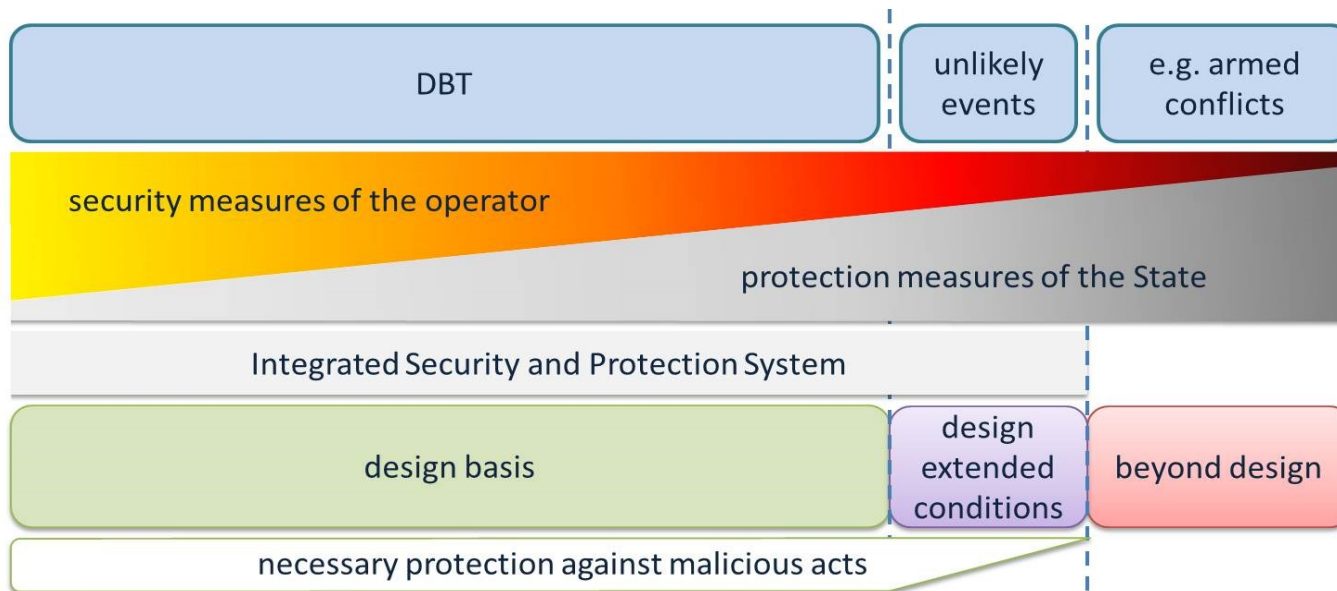 DBT
unlikely
events
e.g. armed
conflicts
security measures of the operator
protection measures of the State
Integrated Security and Protection System
design basis
design
extended
conditions
beyond design
necessary protection against malicious acts